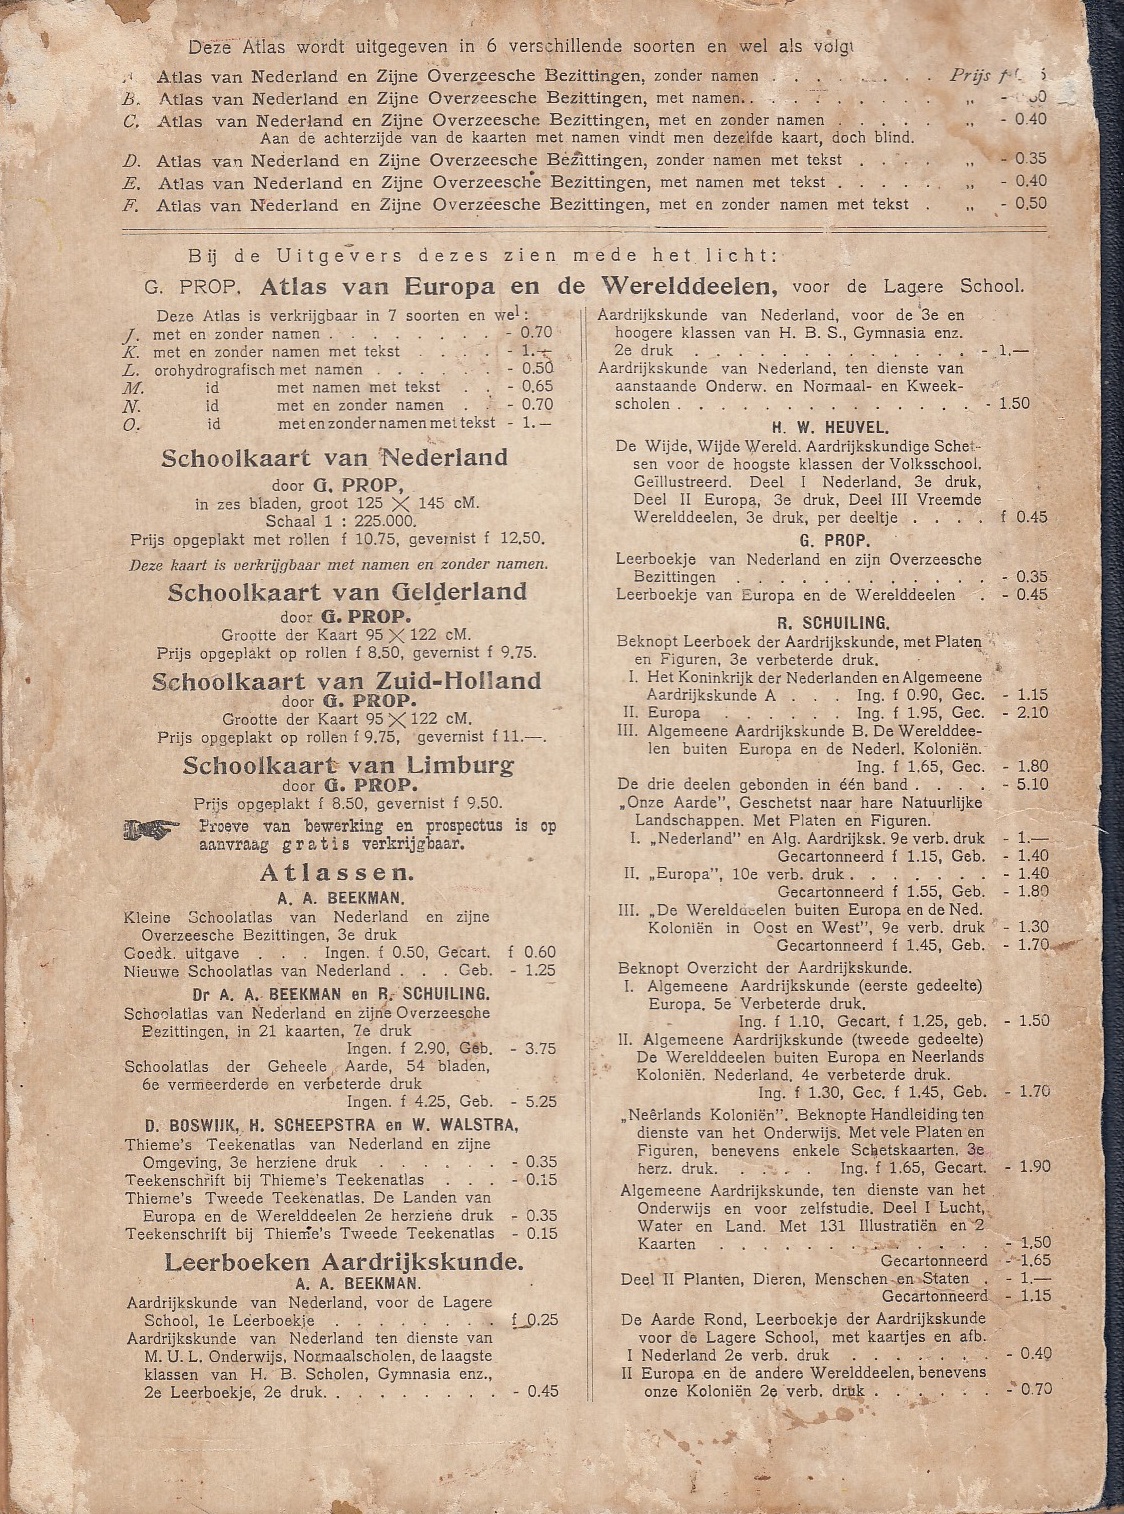 Deze Atlas wordt uitgegeven in 6 verschillende soorten en wel als volgt
Atlas van Nederland en Zijne Overzeesche Bezittingen, zonder namen . . . . . . . . Prijs f
B. Atlas van Nederland en Zijne Overzeesche Bezittingen, met namen. . . . . . . . . . „ -
C. Atlas van Nederland en Zijne Overzeesche Bezittingen, met en zonder namen . . . . . „ - 0.40
Aan de achterzijde van de kaarten met namen vindt men dezelfde kaart, doch blind.
D. Atlas van Nederland en Zijne Overzeesche Bezittingen, zonder namen met tekst . . . . „ - 0.35
E. Atlas van Nederland en Zijne Overzeesche Bezittingen, met namen met tekst . . . . . . „ - 0.40
F. Atlas van Nederland en Zijne Overzeesche Bezittingen, met en zonder namen met tekst . „ - 0,50
Bij de Uitgevers dezes zien mede het licht:
G. PROP. Atlas van Europa en de Werelddeelen, voor de Lagere School.
Deze Atlas is verkrijgbaar in 7 soorten en wel:
J. met en zonder namen . . . . . . . . - 0.70
K. met en zonder namen met tekst . . . . - 1.—
L. orohydrografisch met namen . . . . . . - 0.50
M. id met namen met tekst . . - 0,65
N. id met en zonder namen . . - 0.70
O. id met en zonder namen met tekst - 1.—
Schoolkaart van Nederland
door G. PROP,
in zes bladen, groot 125 × 145 cM.
Schaal 1 : 225.000.
Prijs opgeplakt met rollen f 10.75, gevernist f 12,50.
Deze kaart is verkrijgbaar met namen en zonder namen.
Schoolkaart van Gelderland
door G. PROP.
Grootte der Kaart 95 × 122 cM.
Prijs opgeplakt op rollen f 8,50, gevernist f 9,75.
Schoolkaart van Zuid-Holland
door G. PROP.
Grootte der Kaart 95 × 122 cM.
Prijs opgeplakt op rollen f 9,75, gevernist f 11.—.
Schoolkaart van Limburg
door G. PROP.
Prijs opgeplakt f 8.50, gevernist f 9.50.
Proeve van bewerking en prospectus is op
aanvraag gratis verkrijgbaar.
Atlassen.
A. A. BEEKMAN.
Kleine Schoolatlas van Nederland en zijne
Overzeesche Bezittingen, 3e druk
Goedk. uitgave . . . Ingen. f 0.50, Gecart. f 0.60
Nieuwe Schoolatlas van Nederland . . . Geb. - 1.25
Dr A. A. BEEKMAN en R. SCHUILING.
Schoolatlas van Nederland en zijne Overzeesche
Bezittingen, in 21 kaarten, 7e druk
Ingen. f 2.90, Geb. - 3.75
Schoolatlas der Geheele Aarde, 54 bladen,
6e vermeerderde en verbeterde druk
Ingen. f 4.25, Geb. - 5.25
D. BOSWIJK, H. SCHEEPSTRA en W. WALSTRA,
Thieme's Teekenatlas van Nederland en zijne
Omgeving, 3e herziene druk . . . . . . - 0.35
Teekenschrift bij Thieme's Teekenatlas . . . - 0.15
Thieme's Tweede Teekenatlas. De Landen van
Europa en de Werelddeelen 2e herziene druk - 0.35
Teekenschrift bij Thieme's Tweede Teekenatlas - 0.15
Leerboeken Aardrijkskunde.
A. A. BEEKMAN.
Aardrijkskunde van Nederland, voor de Lagere
School, 1e Leerboekje . . . . . . . . f 0.25
Aardrijkskunde van Nederland ten dienste van
M. U. L. Onderwijs, Normaalscholen, de laagste
klassen van H. B. Scholen, Gymnasia enz.,
2e Leerboekje, 2e druk. . . . . . . . . - 0.45
Aardrijkskunde van Nederland, voor de 3e en
hoogere klassen van H. B. S., Gymnasia enz.
2e druk . . . . . . . . . . . . . - 1.—
Aardrijkskunde van Nederland, ten dienste van
aanstaande Onderw. en Normaal- en Kweek-
scholen . . . . . . . . . . . . . . - 1.50
H. W. HEUVEL.
De Wijde, Wijde Wereld. Aardrijkskundige Schet-
sen voor de hoogste klassen der Volksschool.
Geïllustreerd. Deel I Nederland, 3e druk,
Deel II Europa, 3e druk, Deel III Vreemde
Werelddeelen, 3e druk, per deeltje . . . . f 0.45
G. PROP.
Leerboekje van Nederland en zijn Overzeesche
Bezittingen . . . . . . . . . . . . - 0.35
Leerboekje van Europa en de Werelddeelen . - 0.45
R. SCHUILING.
Beknopt Leerboek der Aardrijkskunde, met Platen
en Figuren, 3e verbeterde druk.
I. Het Koninkrijk der Nederlanden en Algemeene
Aardrijkskunde A . . . Ing. f 0.90, Gec. - 1.15
II. Europa . . . . . . Ing. f 1.95, Gec. - 2.10
III. Algemeene Aardrijkskunde B. De Werelddee-
len buiten Europa en de Nederl. Koloniën.
Ing. f 1.65, Gec. - 1.80
De drie deelen gebonden in één band . . . . - 5.10
„Onze Aarde", Geschetst naar hare Natuurlijke
Landschappen. Met Platen en Figuren.
I. „Nederland" en Alg. Aardrijksk. 9e verb. druk - 1.—
Gecartonneerd f 1.15, Geb. - 1.40
II. „Europa", 10e verb. druk . . . . . . . - 1.40
Gecartonneerd f 1.55, Geb. - 1.80
III. „De Werelddeelen buiten Europa en de Ned.
Koloniën in Oost en West", 9e verb. druk - 1.30
Gecartonneerd f 1.45, Geb. - 1.70
Beknopt Overzicht der Aardrijkskunde.
I. Algemeene Aardrijkskunde (eerste gedeelte)
Europa, 5e Verbeterde druk.
Ing. f 1.10, Gecart. f 1.25, geb. - 1.50
II. Algemeene Aardrijkskunde (tweede gedeelte)
De Werelddeelen buiten Europa en Neerlands
Koloniën. Nederland. 4e verbeterde druk.
Ing. f 1.30, Gec. f 1.45, Geb. - 1.70
„Neêrlands Koloniën". Beknopte Handleiding ten
dienste van het Onderwijs. Met vele Platen en
Figuren, benevens enkele Schetskaarten. 3e
herz. druk. . . . . Ing. f 1.65, Gecart. - 1.90
Algemeene Aardrijkskunde, ten dienste van het
Onderwijs en voor zelfstudie. Deel I Lucht,
Water en Land. Met 131 Illustratiën en 2
Kaarten . . . . . . . . . . . . . - 1,50
Gecartonneerd - 1,65
Deel II Planten, Dieren, Menschen en Staten . - 1.—
Gecartonneerd - 1.15
De Aarde Rond, Leerboekje der Aardrijkskunde
voor de Lagere School, met kaartjes en afb.
I Nederland 2e verb. druk . . . . . . . - 0.40
II Europa en de andere Werelddeelen, benevens
onze Koloniën 2e verb. druk . . . . . . - 0.70